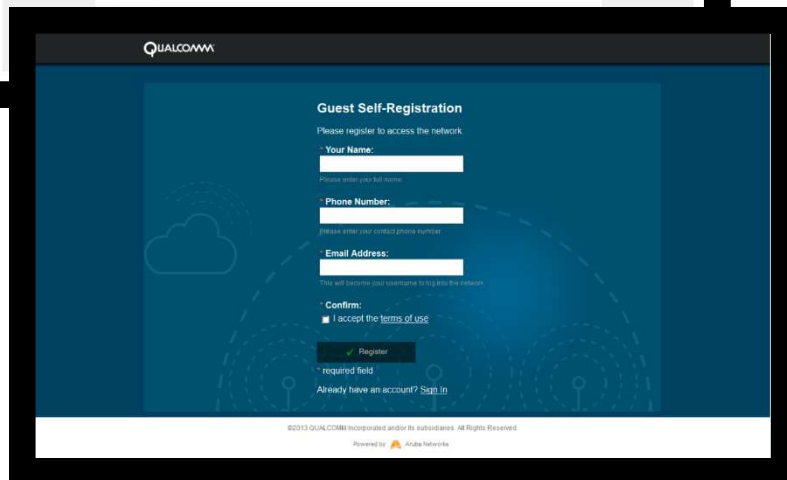 QUALCOMM
Guest Self-Registration
Please register to access the network
* Your Name:
Please enter your full name
* Phone Number:
Please enter your contact phone number
* Email Address:
This will become your username to log into the network
* Confirm:
I accept the terms of use
Register
* required field
Already have an account? Sign In
©2013 QUALCOMM Incorporated and/or its subsidiaries. All Rights Reserved.
Powered by Aruba Networks